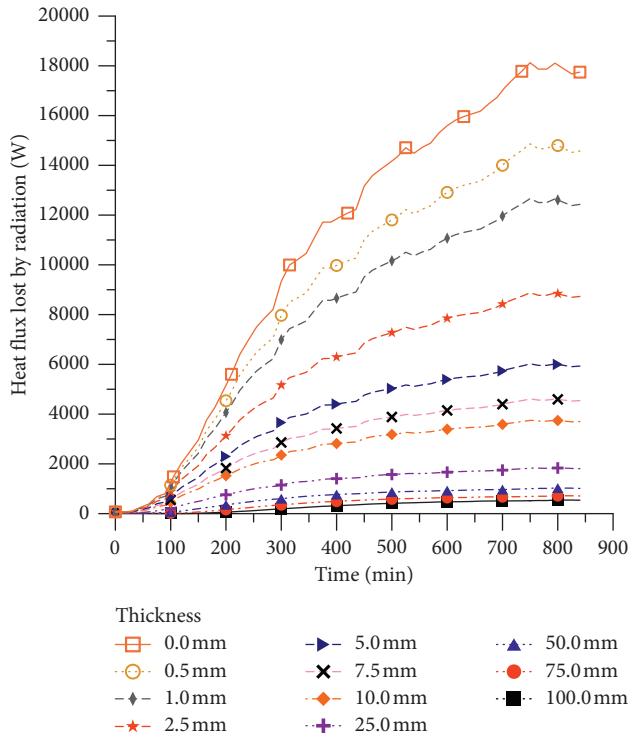 20000
18000
16000
14000
12000
10000
8000
6000
4000
2000
0
Heat flux lost by radiation (W)
0 100 200 300 400 500 600 700 800 900
Time (min)
Thickness
0.0 mm
0.5 mm
1.0 mm
2.5 mm
5.0 mm
7.5 mm
10.0 mm
25.0 mm
50.0 mm
75.0 mm
100.0 mm